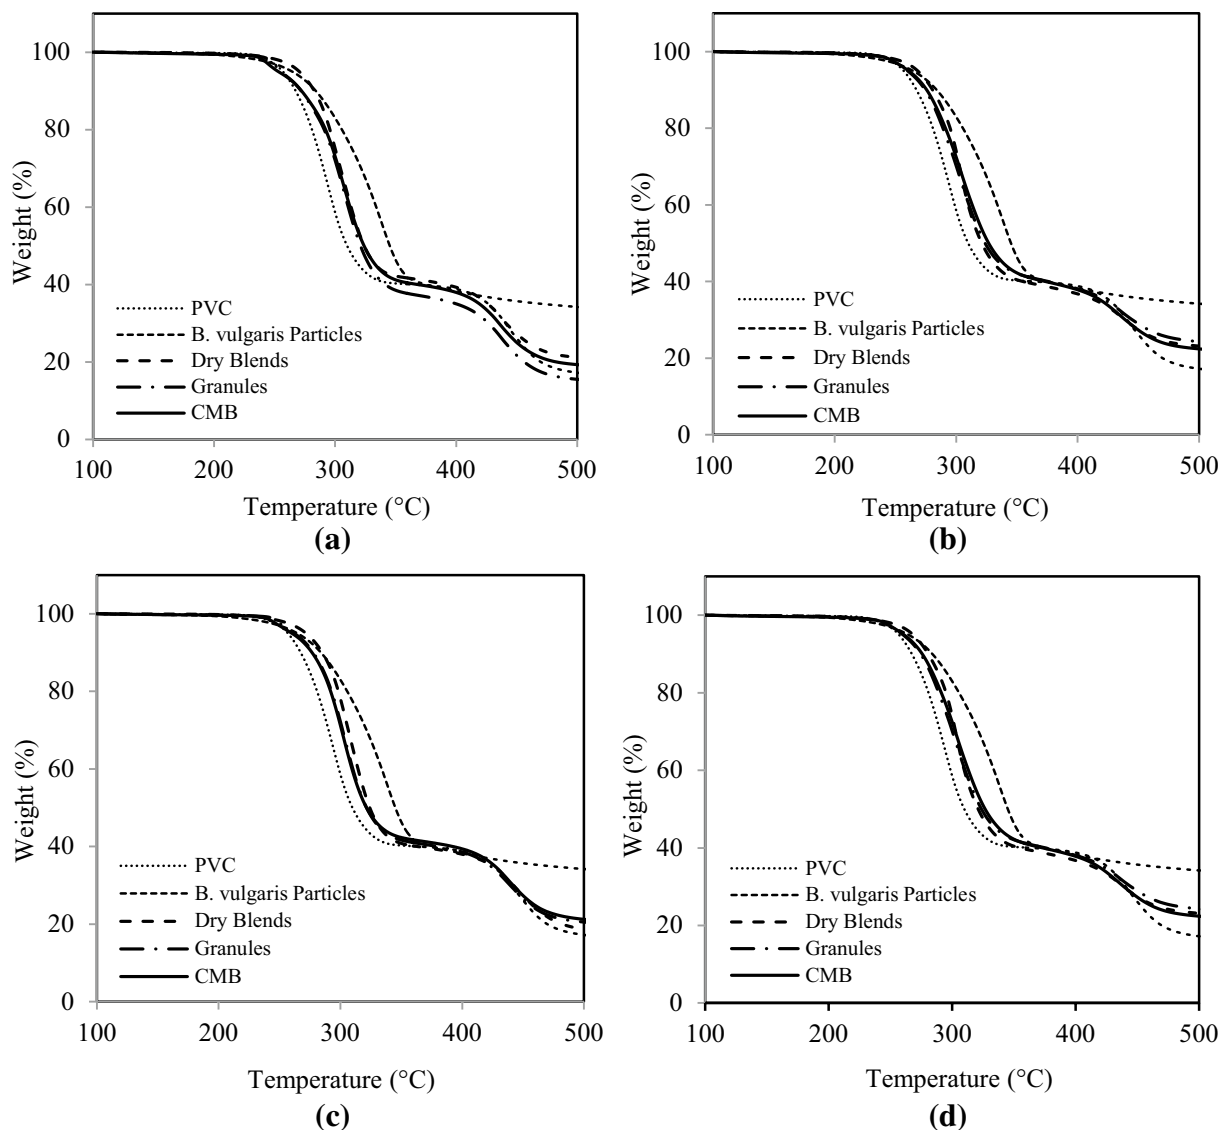 100
80
60
40
20
0
Weight (%)
PVC
B. vulgaris Particles
Dry Blends
Granules
CMB
100 200 300 400 500
Temperature (°C)
(a)
100
80
60
40
20
0
Weight (%)
PVC
B. vulgaris Particles
Dry Blends
Granules
CMB
100 200 300 400 500
Temperature (°C)
(b)
100
80
60
40
20
0
Weight (%)
PVC
B. vulgaris Particles
Dry Blends
Granules
CMB
100 200 300 400 500
Temperature (°C)
(c)
100
80
60
40
20
0
Weight (%)
PVC
B. vulgaris Particles
Dry Blends
Granules
CMB
100 200 300 400 500
Temperature (°C)
(d)